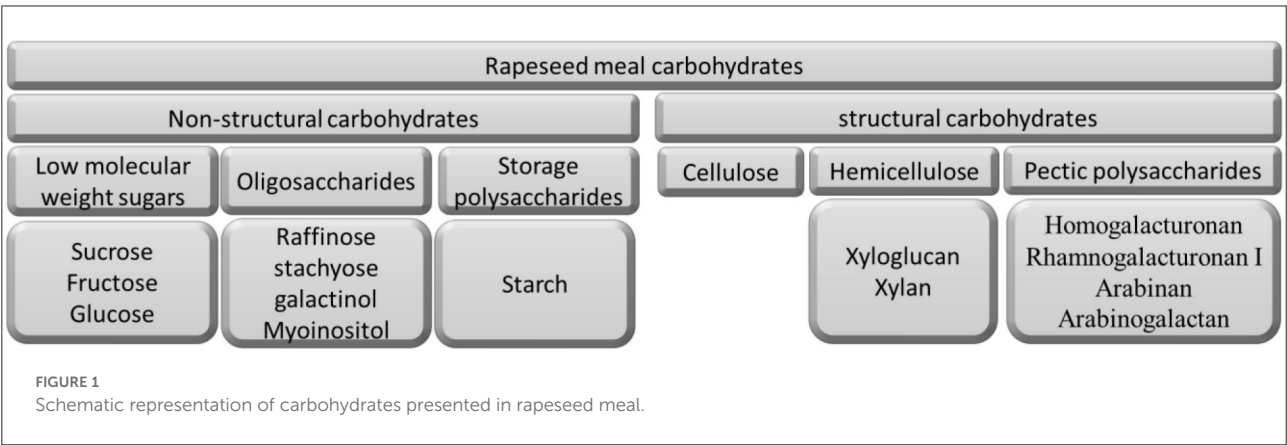 Rapeseed meal carbohydrates
Non-structural carbohydrates
structural carbohydrates
Low molecular
weight sugars
Oligosaccharides
Storage
polysaccharides
Cellulose
Hemicellulose
Pectic polysaccharides
Sucrose
Fructose
Glucose
Raffinose
stachyose
galactinol
Myoinositol
Starch
Xyloglucan
Xylan
Homogalacturonan
Rhamnogalacturonan I
Arabinan
Arabinogalactan
FIGURE 1
Schematic representation of carbohydrates presented in rapeseed meal.